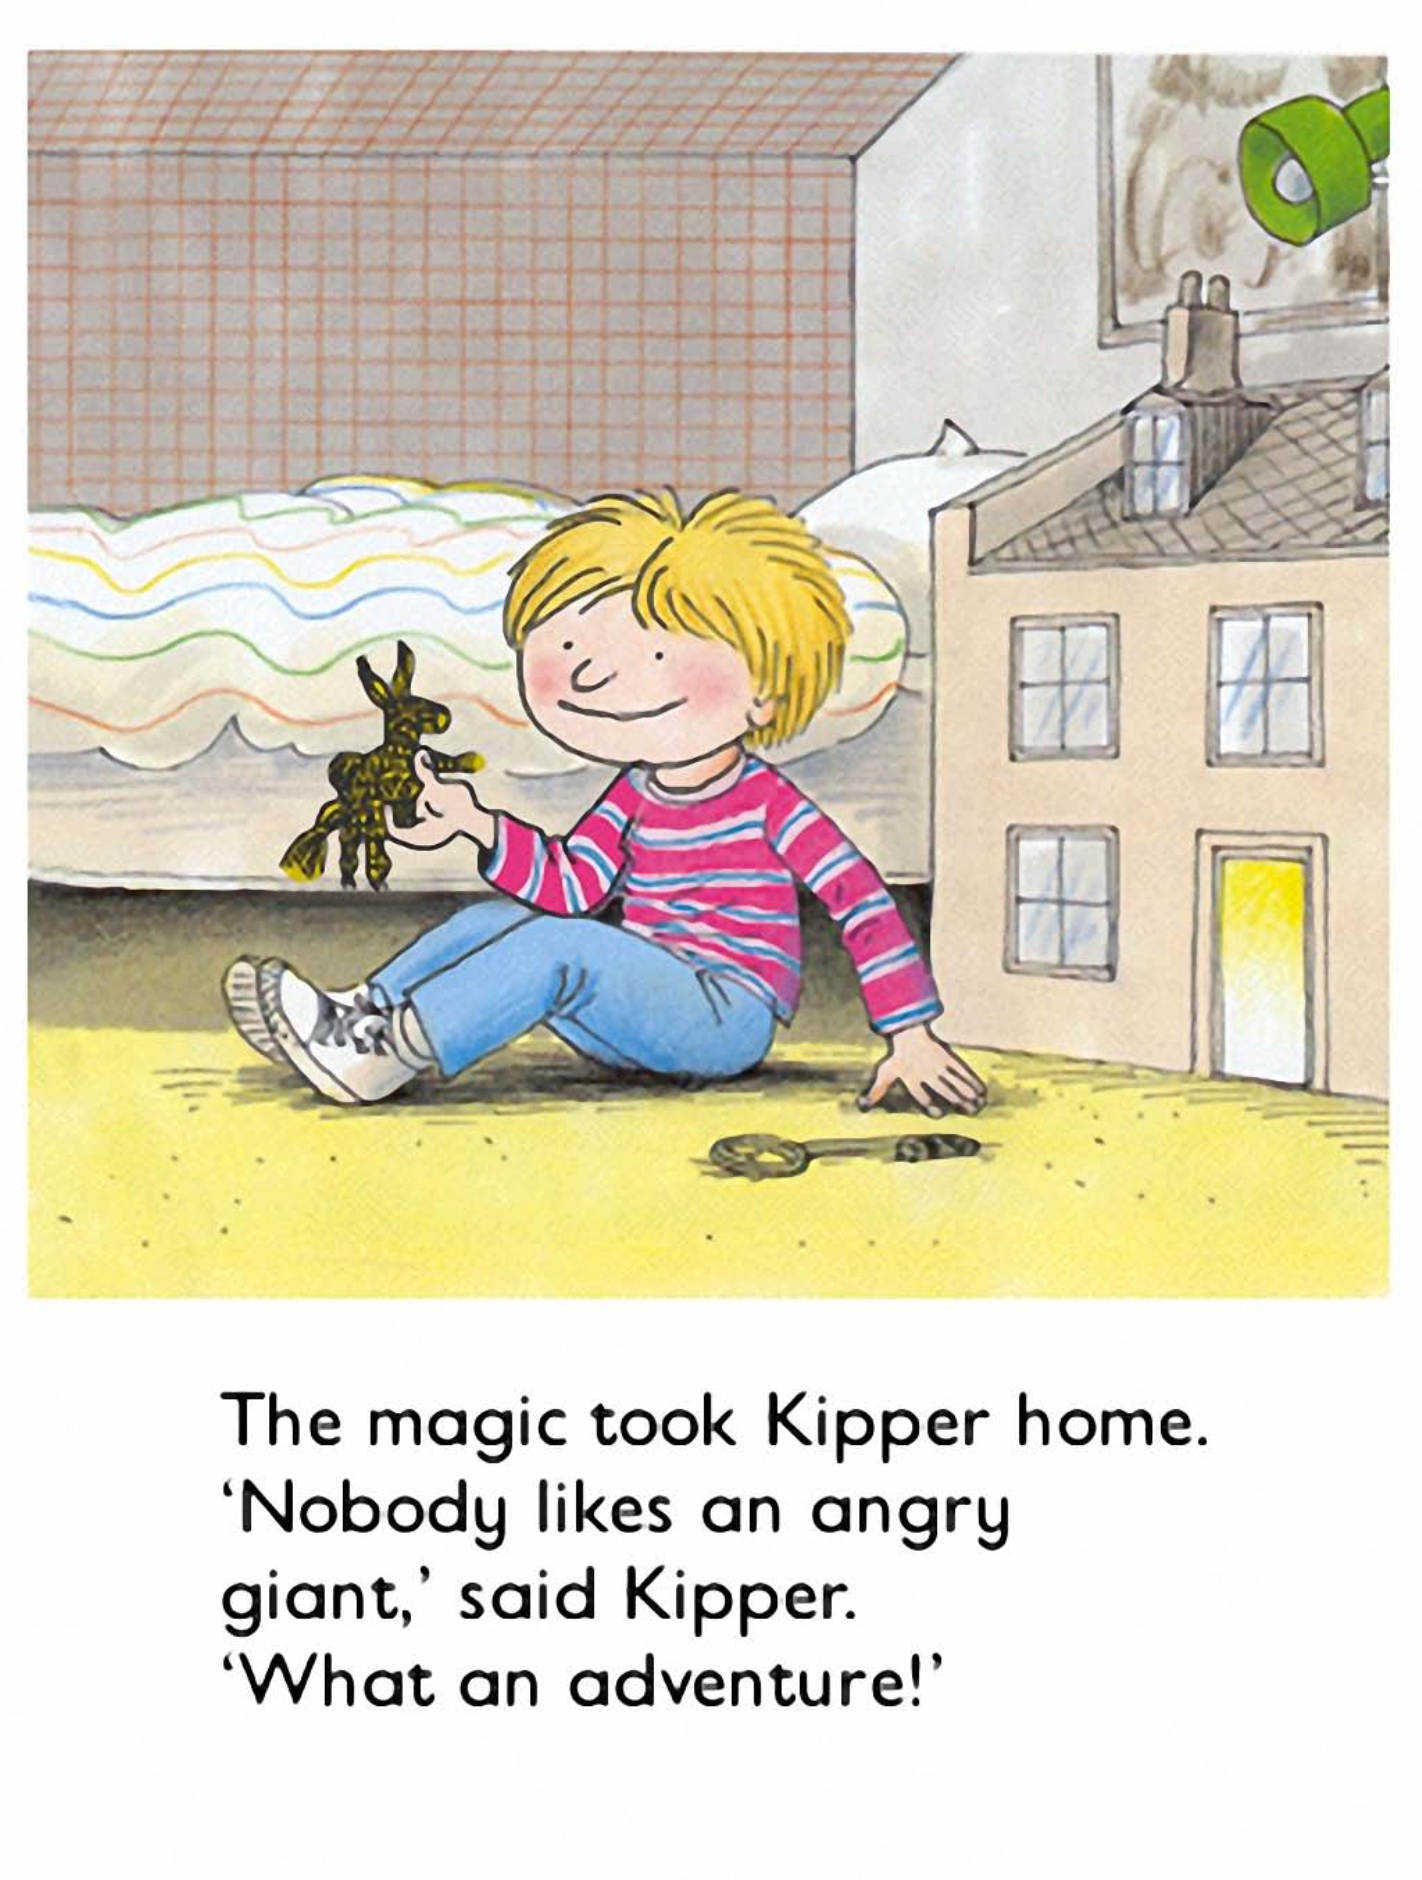 The magic took Kipper home.
‘Nobody likes an angry
giant,’ said Kipper.
‘What an adventure!’